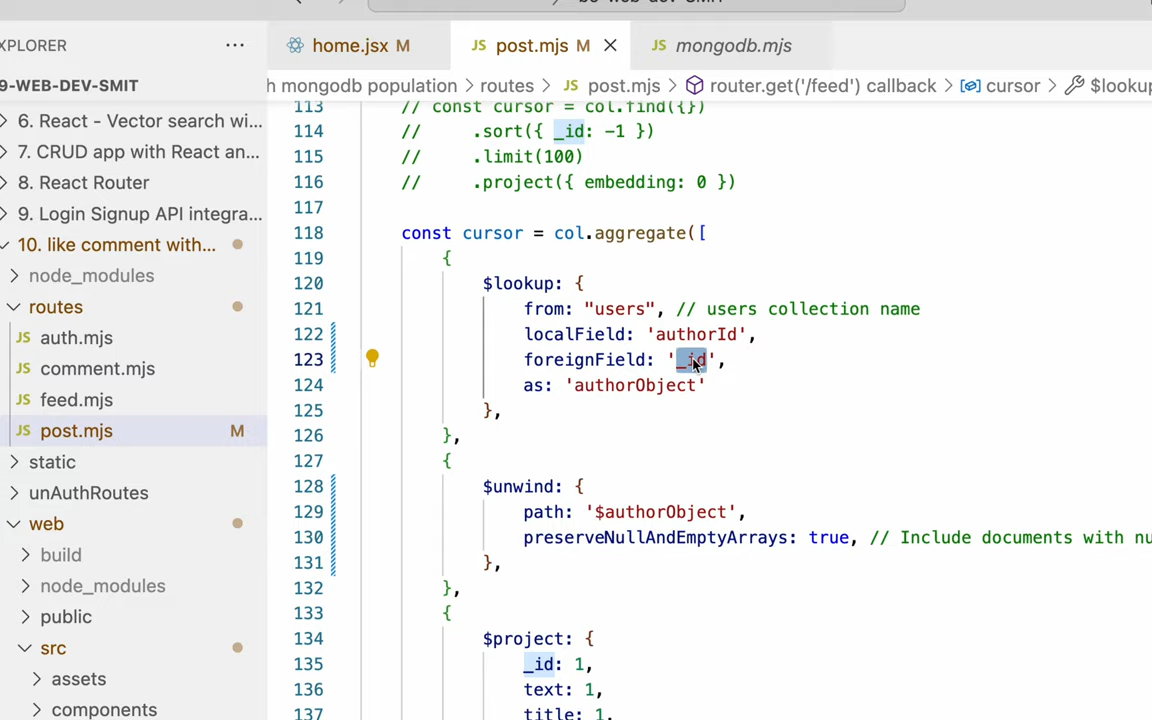 XPLORER
home.jsx M
JS post.mjs M
JS mongodb.mjs
9-WEB-DEV-SMIT
h mongodb population > routes > JS post.mjs > router.get('/feed') callback > cursor > $lookup
6. React - Vector search wi...
7. CRUD app with React an...
8. React Router
9. Login Signup API integra...
10. like comment with...
node_modules
routes
JS auth.mjs
JS comment.mjs
JS feed.mjs
JS post.mjs M
static
unAuthRoutes
web
build
node_modules
public
src
assets
components
113 // const cursor = col.find({})
114 // .sort({ _id: -1 })
115 // .limit(100)
116 // .project({ embedding: 0 })
117
118 const cursor = col.aggregate([
119 {
120 $lookup: {
121 from: "users", // users collection name
122 localField: 'authorId',
123 foreignField: '_id',
124 as: 'authorObject'
125 },
126 },
127 {
128 $unwind: {
129 path: '$authorObject',
130 preserveNullAndEmptyArrays: true, // Include documents with nu
131 },
132 },
133 {
134 $project: {
135 _id: 1,
136 text: 1,
137 title: 1,